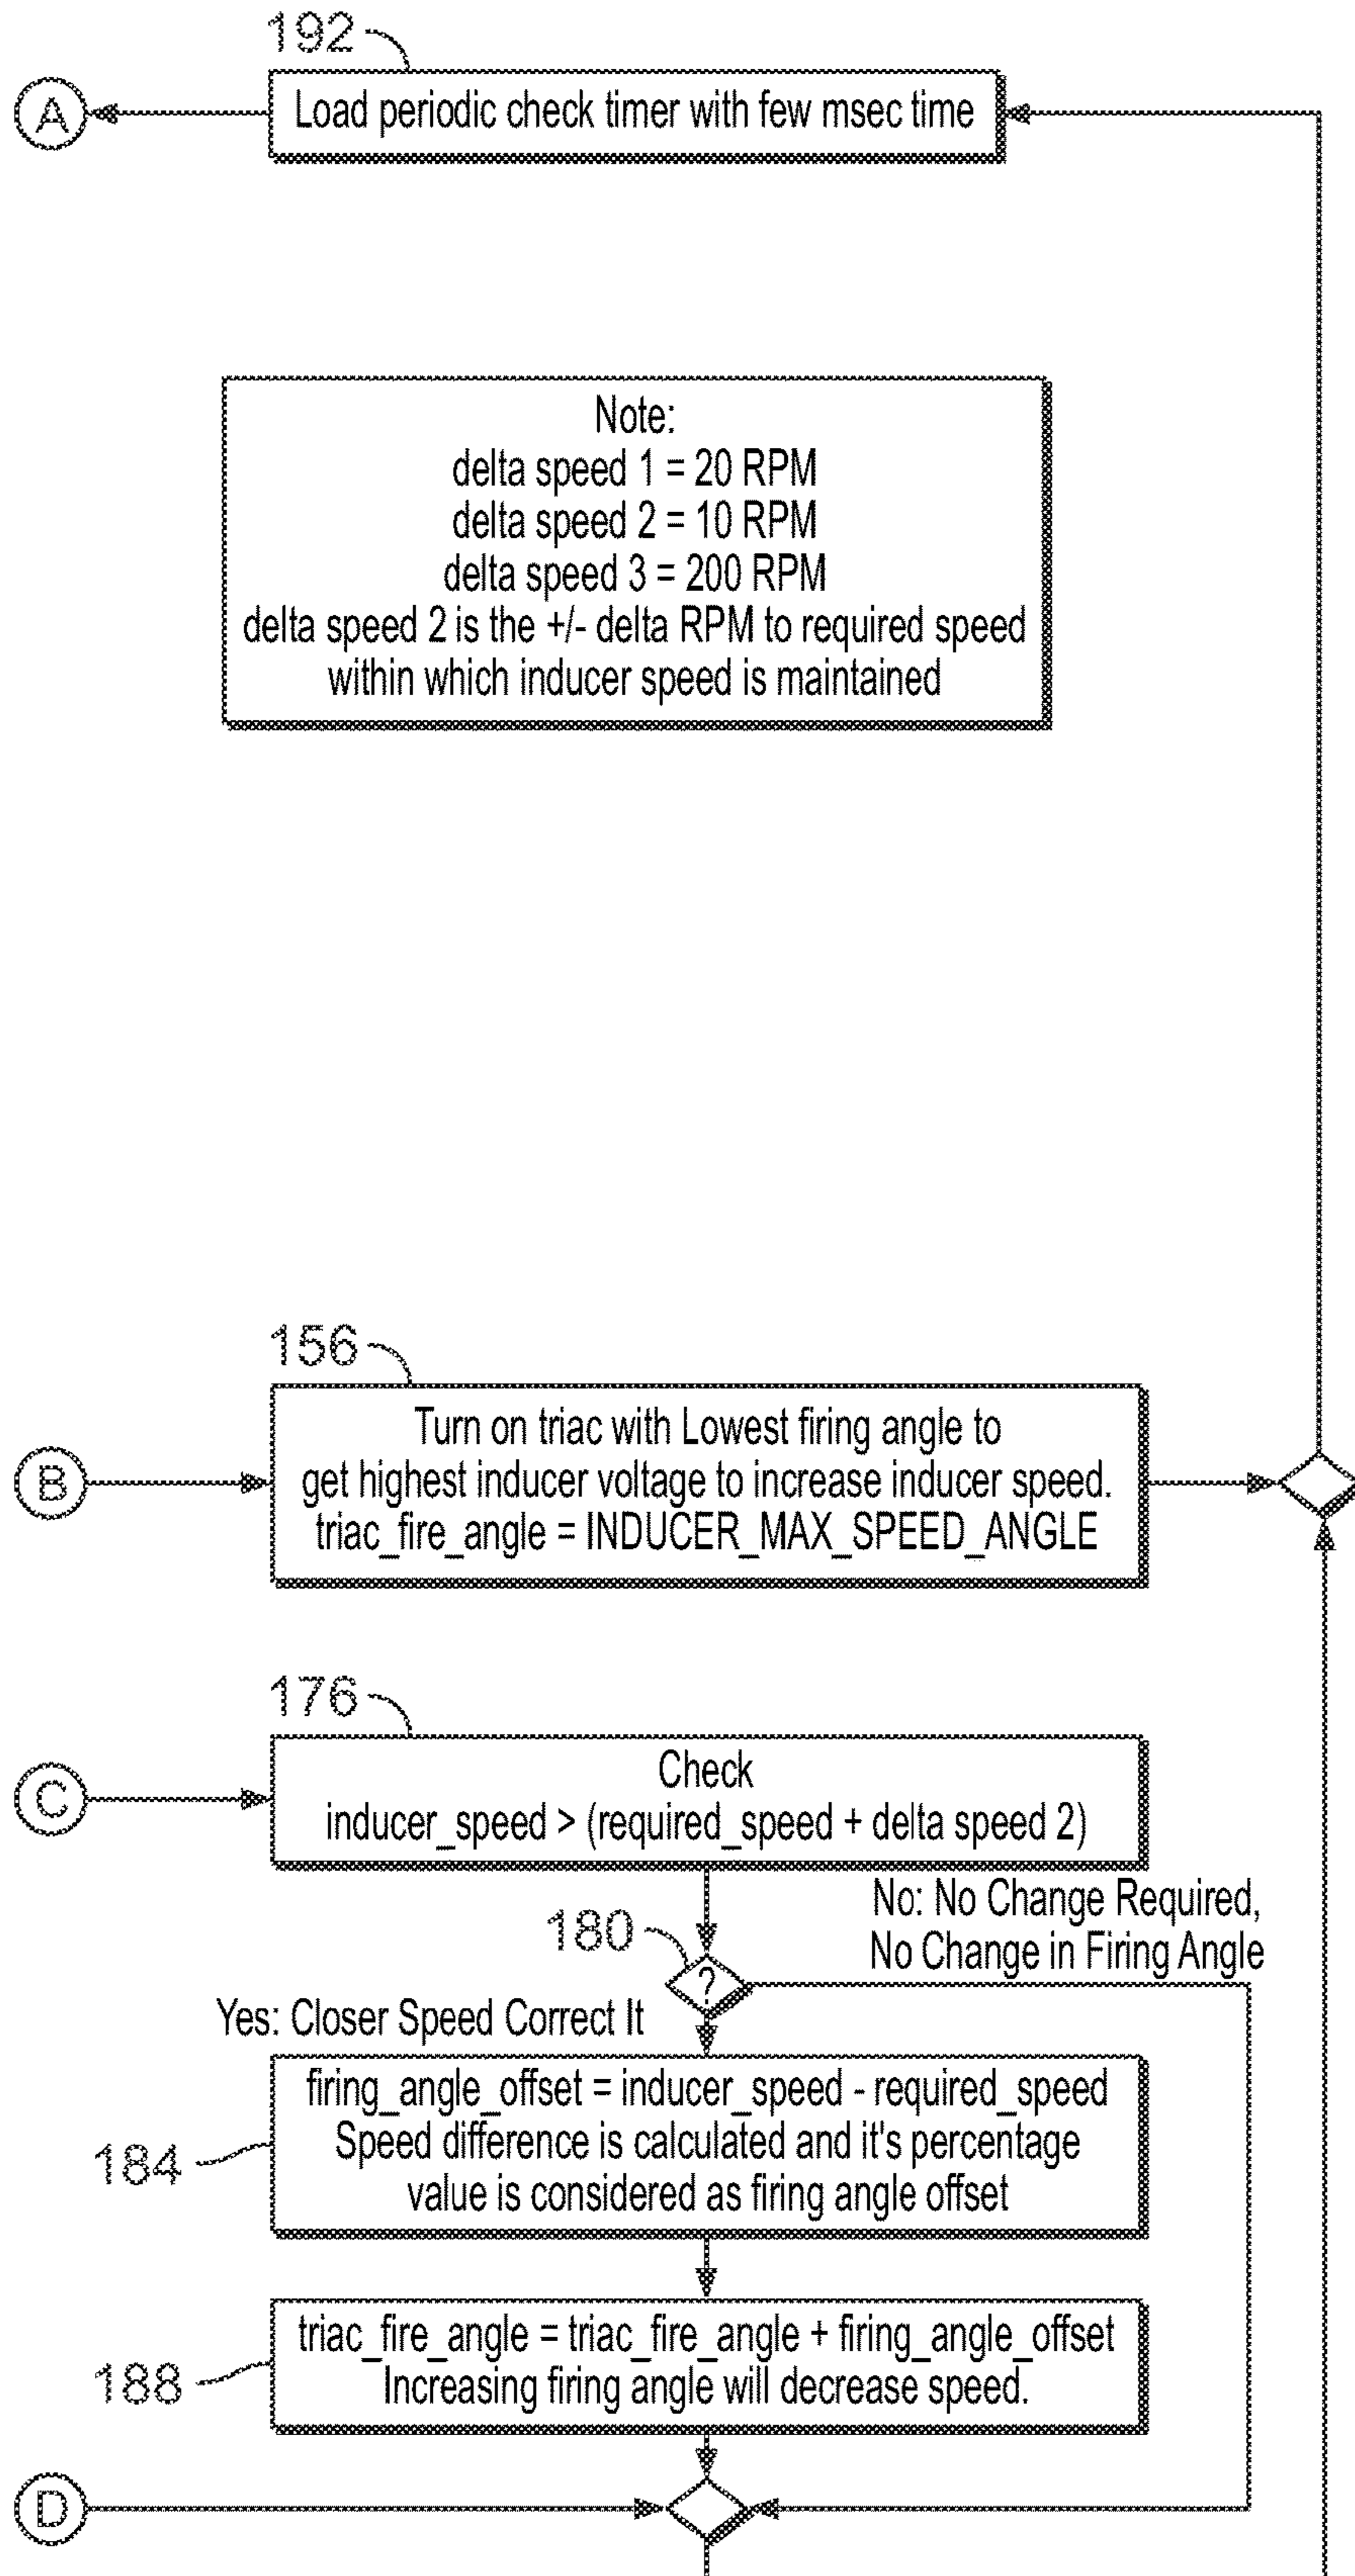 192
A
Load periodic check timer with few msec time
Note:
delta speed 1 = 20 RPM
delta speed 2 = 10 RPM
delta speed 3 = 200 RPM
delta speed 2 is the +/- delta RPM to required speed
within which inducer speed is maintained
156
B
Turn on triac with Lowest firing angle to
get highest inducer voltage to increase inducer speed.
triac_fire_angle = INDUCER_MAX_SPEED_ANGLE
176
C
Check
inducer_speed > (required_speed + delta speed 2)
No: No Change Required,
No Change in Firing Angle
180
?
Yes: Closer Speed Correct It
184
firing_angle_offset = inducer_speed - required_speed
Speed difference is calculated and it's percentage
value is considered as firing angle offset
188
triac_fire_angle = triac_fire_angle + firing_angle_offset
Increasing firing angle will decrease speed.
D